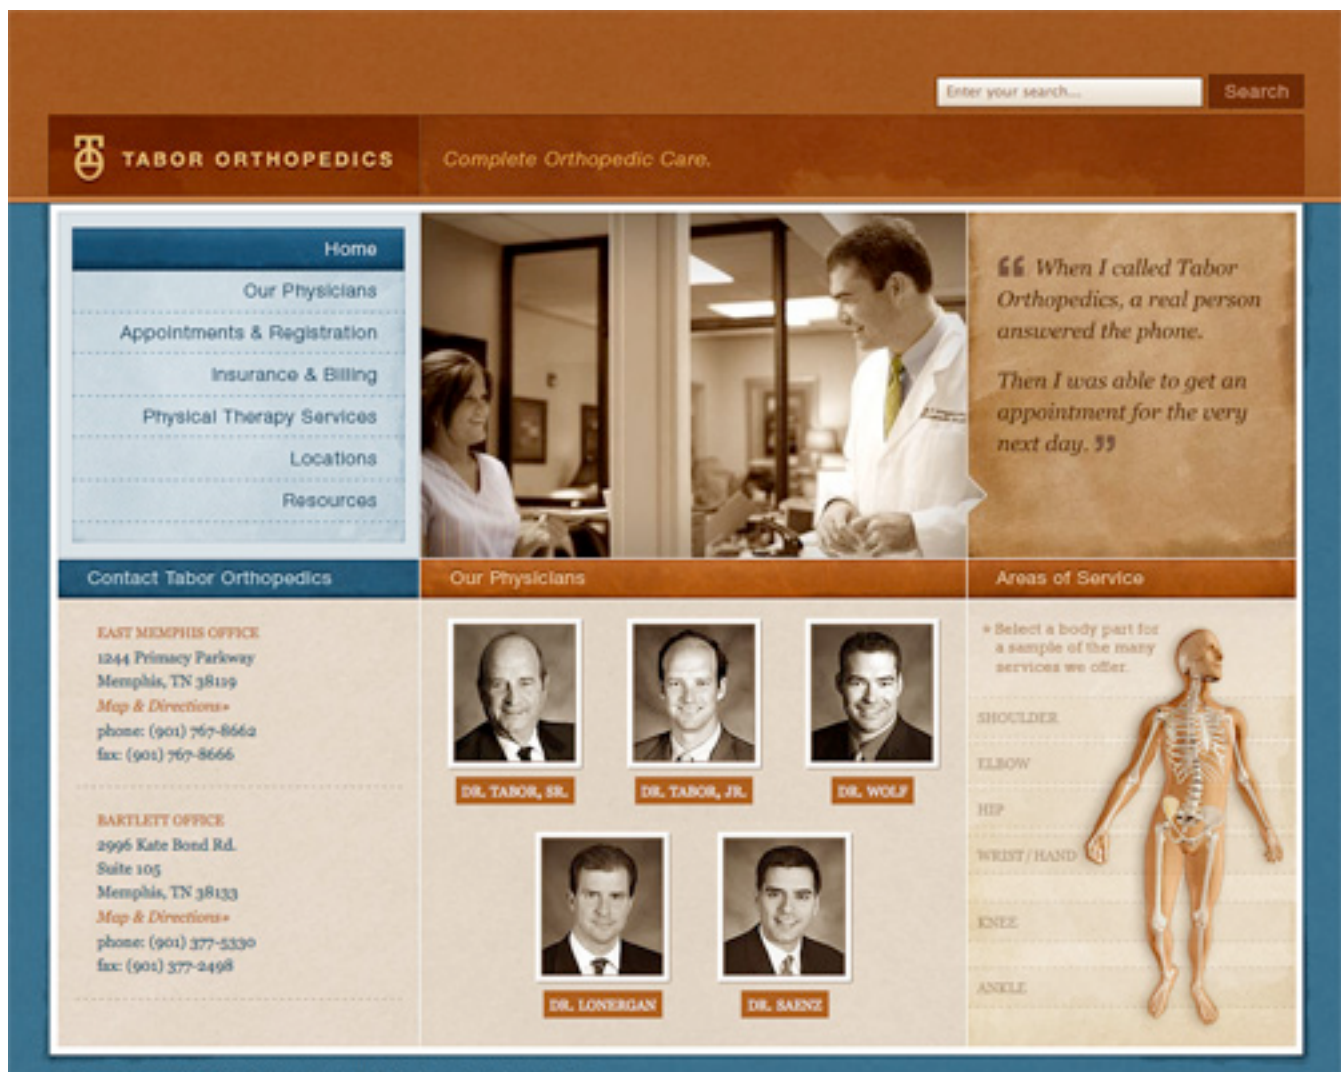 Enter your search...
Search
TABOR ORTHOPEDICS
Complete Orthopedic Care.
Home
Our Physicians
Appointments & Registration
Insurance & Billing
Physical Therapy Services
Locations
Resources
“ When I called Tabor
Orthopedics, a real person
answered the phone.
Then I was able to get an
appointment for the very
next day. ”
Contact Tabor Orthopedics
EAST MEMPHIS OFFICE
1244 Primacy Parkway
Memphis, TN 38119
Map & Directions»
phone: (901) 767-8662
fax: (901) 767-8666
BARTLETT OFFICE
2996 Kate Bond Rd.
Suite 105
Memphis, TN 38133
Map & Directions»
phone: (901) 377-5330
fax: (901) 377-2498
Our Physicians
DR. TABOR, SR.
DR. TABOR, JR.
DR. WOLF
DR. LONERGAN
DR. SAENZ
Areas of Service
» Select a body part for
a sample of the many
services we offer.
SHOULDER
ELBOW
HIP
WRIST/HAND
KNEE
ANKLE